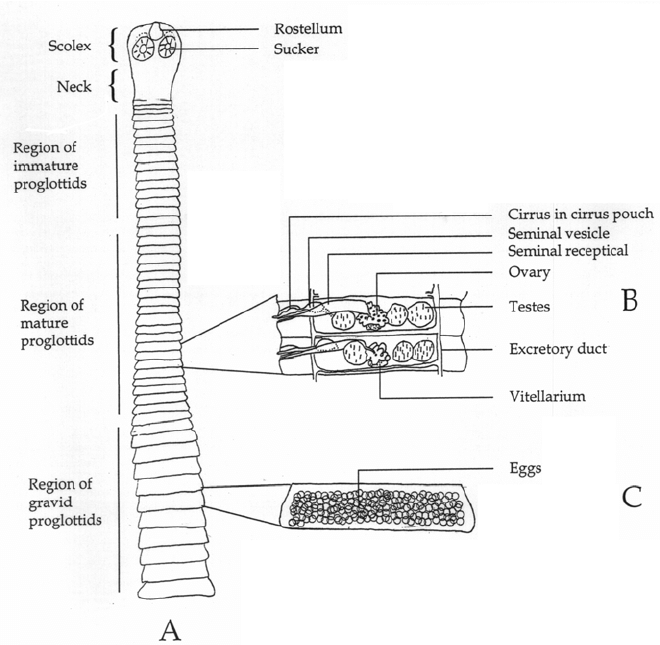 Rostellum
Scolex
Sucker
Neck
Region of
immature
proglottids
Cirrus in cirrus pouch
Seminal vesicle
Seminal receptical
Ovary
B
Testes
Region of
mature
proglottids
Excretory duct
Vitellarium
Eggs
Region of
gravid
proglottids
C
A